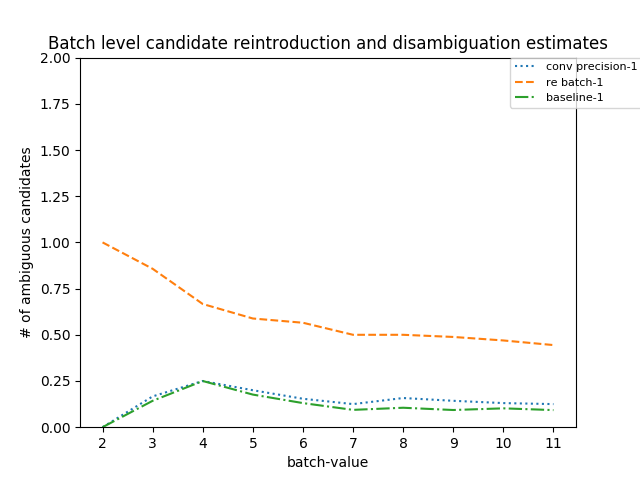 Batch level candidate reintroduction and disambiguation estimates
conv precision-1
re batch-1
baseline-1
2.00
1.75
1.50
1.25
1.00
0.75
0.50
0.25
0.00
# of ambiguous candidates
2 3 4 5 6 7 8 9 10 11
batch-value